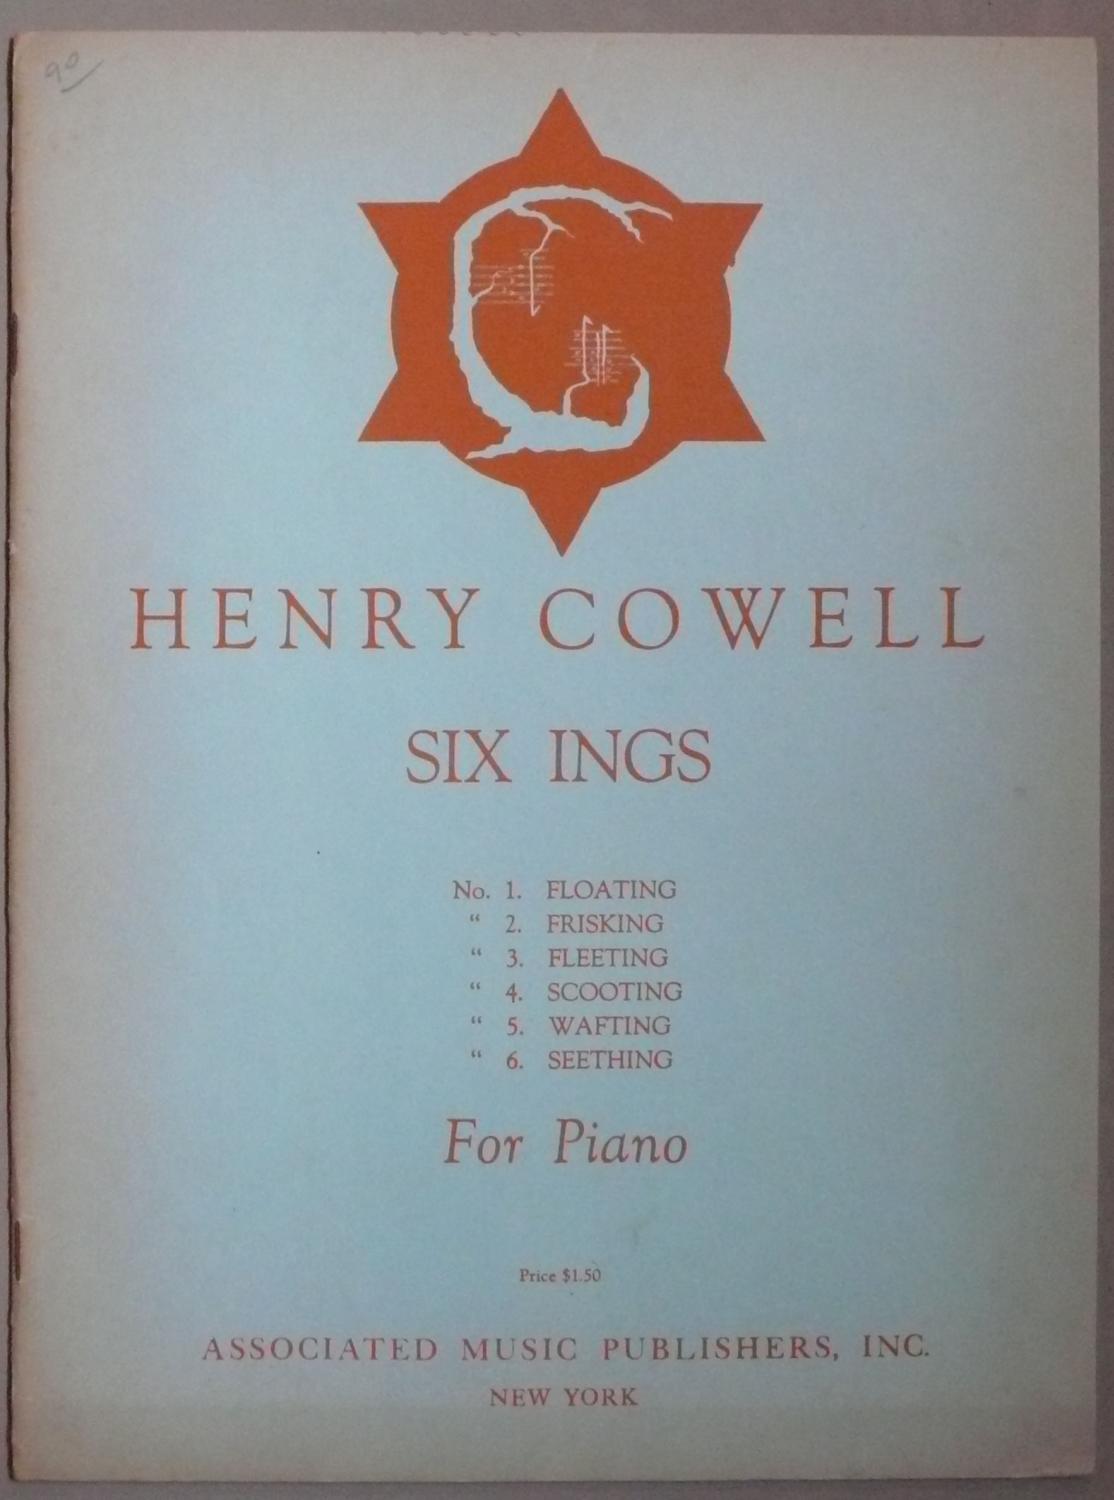 90
HENRY COWELL
SIX INGS
No. 1. FLOATING
“ 2. FRISKING
“ 3. FLEETING
“ 4. SCOOTING
“ 5. WAFTING
“ 6. SEETHING
For Piano
Price $1.50
ASSOCIATED MUSIC PUBLISHERS, INC.
NEW YORK